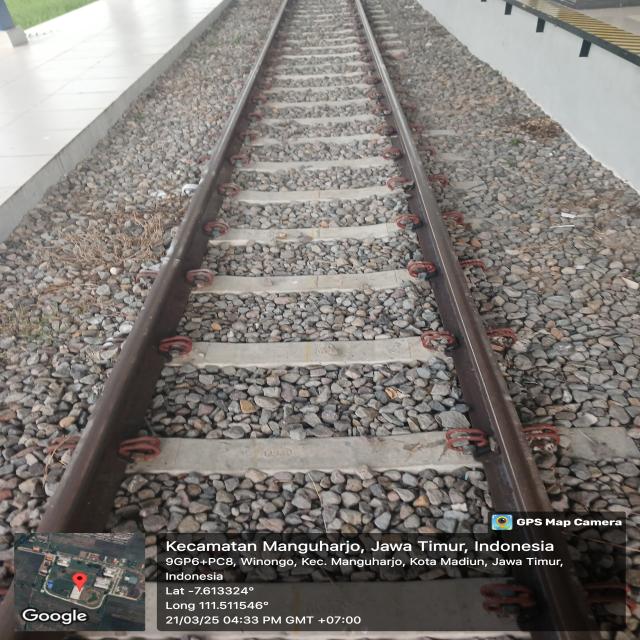 GPS Map Camera
Kecamatan Manguharjo, Jawa Timur, Indonesia
9GP6+PC8, Winongo, Kec. Manguharjo, Kota Madiun, Jawa Timur,
Indonesia
Lat -7.613324°
Long 111.511546°
21/03/25 04:33 PM GMT +07:00
Google